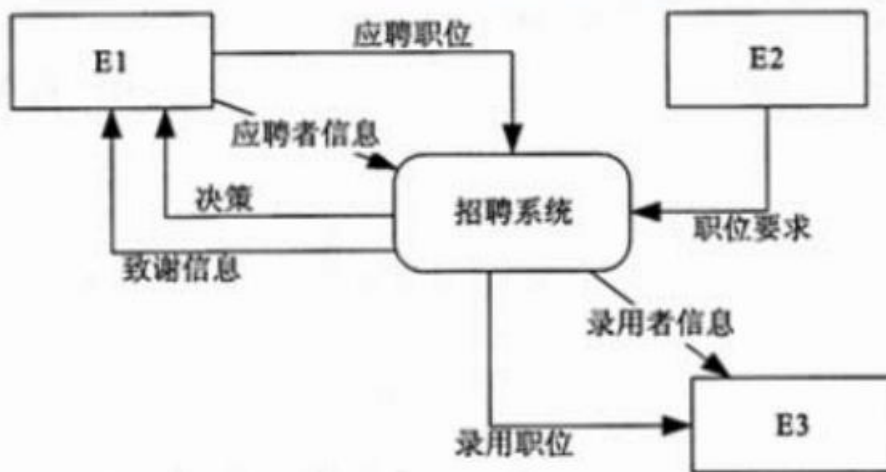 应聘职位
E1
E2
应聘者信息
决策
招聘系统
职位要求
致谢信息
录用者信息
E3
录用职位